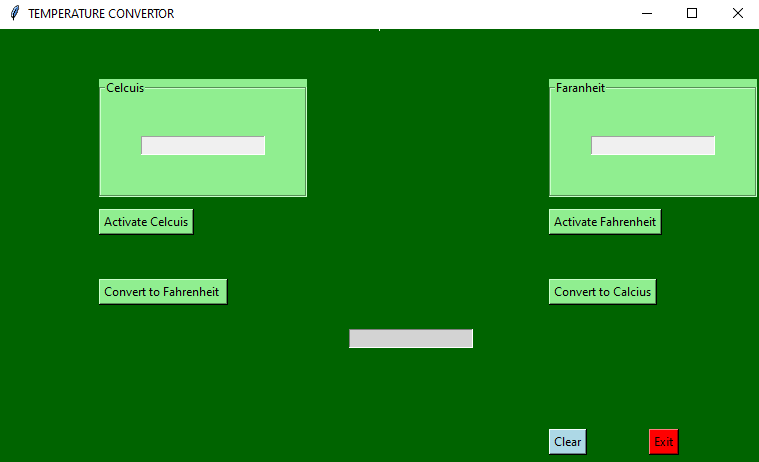 TEMPERATURE CONVERTOR
Celcuis
Faranheit
Activate Celcuis
Activate Fahrenheit
Convert to Fahrenheit
Convert to Calcius
Clear
Exit